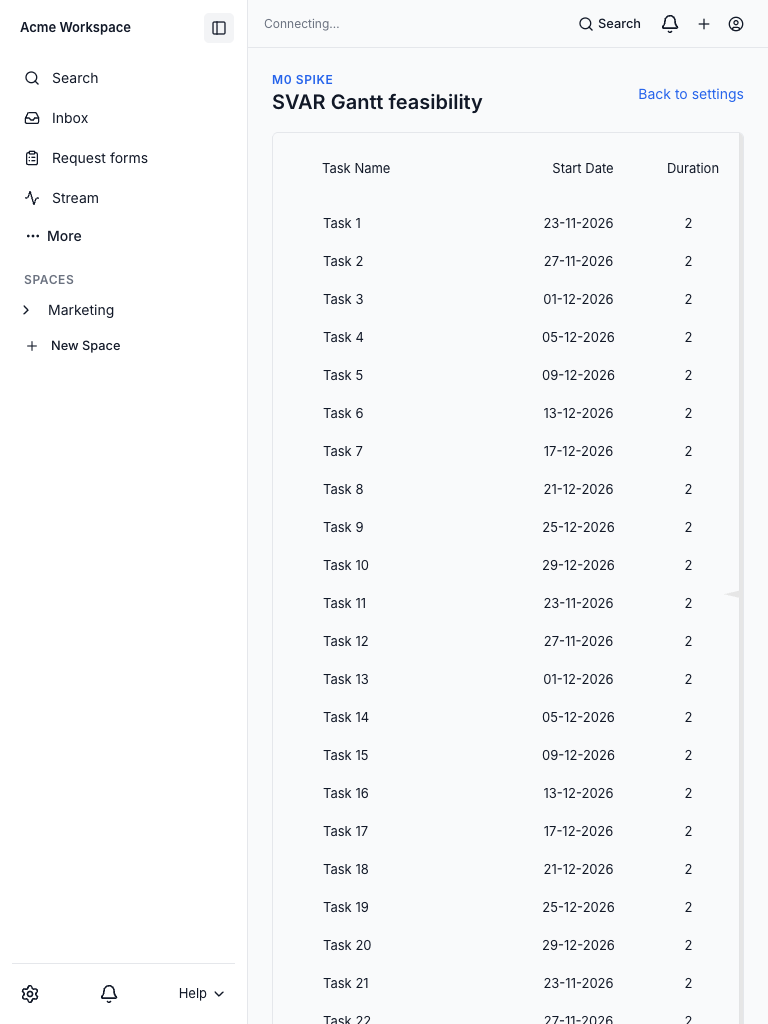 Acme Workspace
Search
Inbox
Request forms
Stream
More
SPACES
Marketing
New Space
Help
Connecting...
Search
M0 SPIKE
SVAR Gantt feasibility
Back to settings
Task Name Start Date Duration
Task 1 23-11-2026 2
Task 2 27-11-2026 2
Task 3 01-12-2026 2
Task 4 05-12-2026 2
Task 5 09-12-2026 2
Task 6 13-12-2026 2
Task 7 17-12-2026 2
Task 8 21-12-2026 2
Task 9 25-12-2026 2
Task 10 29-12-2026 2
Task 11 23-11-2026 2
Task 12 27-11-2026 2
Task 13 01-12-2026 2
Task 14 05-12-2026 2
Task 15 09-12-2026 2
Task 16 13-12-2026 2
Task 17 17-12-2026 2
Task 18 21-12-2026 2
Task 19 25-12-2026 2
Task 20 29-12-2026 2
Task 21 23-11-2026 2
Task 22 27-11-2026 2